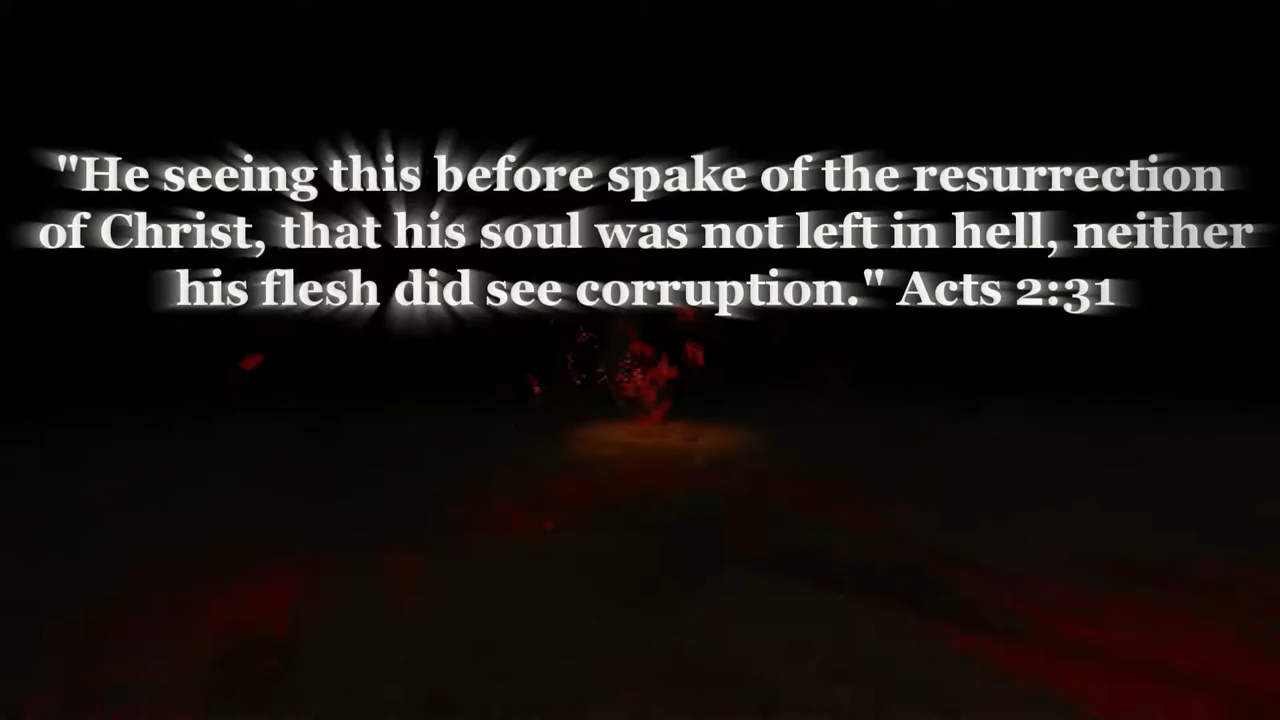 "He seeing this before spake of the resurrection
of Christ, that his soul was not left in hell, neither
his flesh did see corruption." Acts 2:31